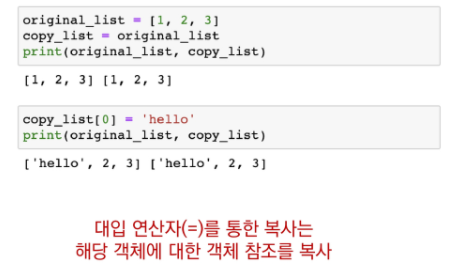 original_list = [1, 2, 3]
copy_list = original_list
print(original_list, copy_list)
[1, 2, 3] [1, 2, 3]
copy_list[0] = 'hello'
print(original_list, copy_list)
['hello', 2, 3] ['hello', 2, 3]
대입 연산자(=)를 통한 복사는
해당 객체에 대한 객체 참조를 복사